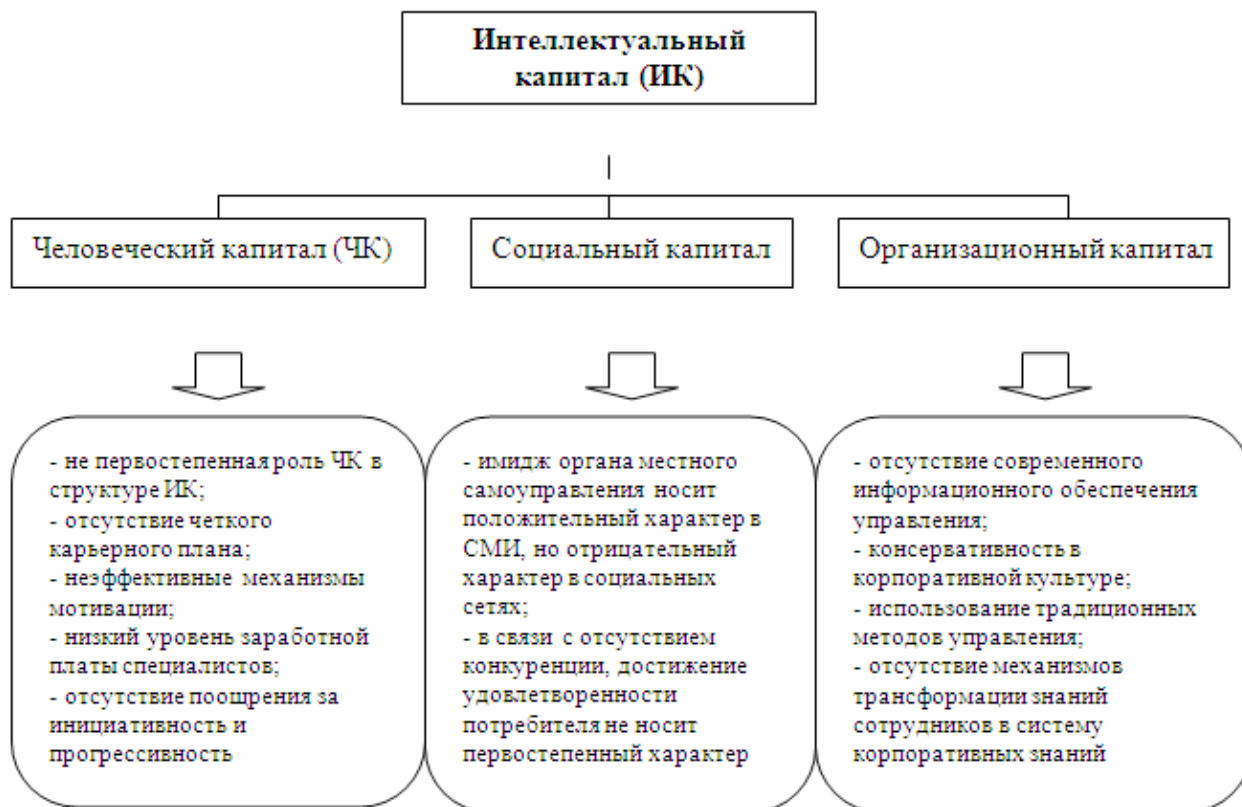 Интеллектуальный
капитал (ИК)
Человеческий капитал (ЧК)
Социальный капитал
Организационный капитал
- не первостепенная роль ЧК в
структуре ИК;
- отсутствие четкого
карьерного плана;
- неэффективные механизмы
мотивации;
- низкий уровень заработной
платы специалистов;
- отсутствие поощрения за
инициативность и
прогрессивность
- имидж органа местного
самоуправления носит
положительный характер в
СМИ, но отрицательный
характер в социальных
сетях;
- в связи с отсутствием
конкуренции, достижение
удовлетворенности
потребителя не носит
первостепенный характер
- отсутствие современного
информационного обеспечения
управления;
- консервативность в
корпоративной культуре;
- использование традиционных
методов управления;
- отсутствие механизмов
трансформации знаний
сотрудников в систему
корпоративных знаний